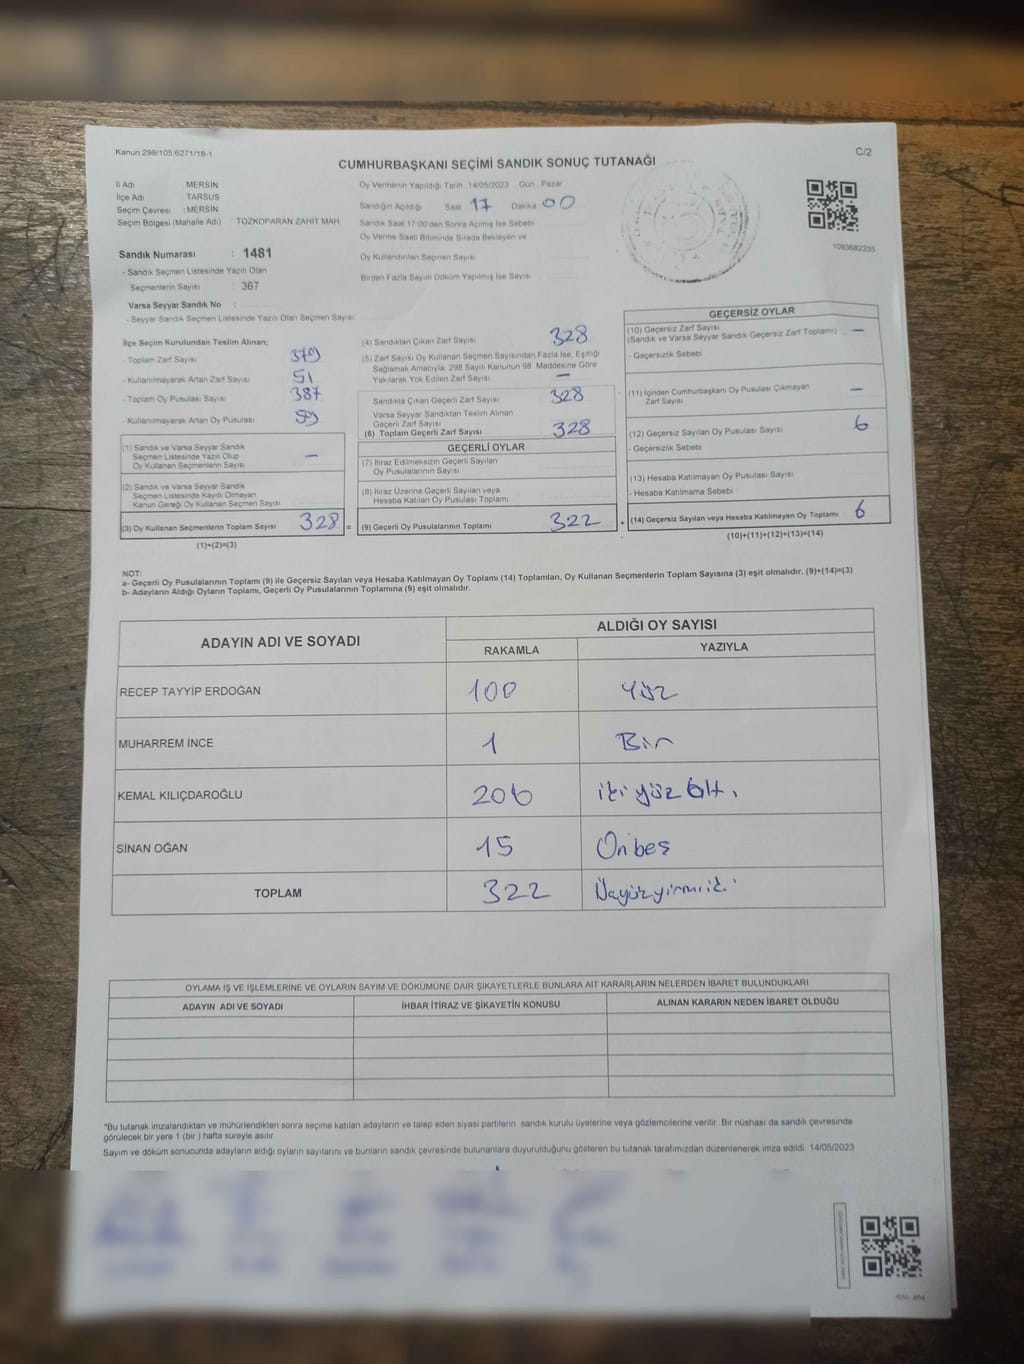 Kanun:298/105;6271/18-1
C/2
CUMHURBAŞKANI SEÇİMİ SANDIK SONUÇ TUTANAĞI
İl Adı : MERSİN
İlçe Adı : TARSUS
Seçim Çevresi : MERSİN
Seçim Bölgesi (Mahalle Adı) : TOZKOPARAN ZAHİT MAH.
Oy Vermenin Yapıldığı Tarih 14/05/2023 Gün : Pazar
Sandığın Açıldığı Saat 17 Dakika 00
Sandık Saat 17:00'den Sonra Açılmış İse Sebebi
Oy Verme Saati Bitiminde Sırada Bekleyen ve
Oy Kullandırılan Seçmen Sayısı
Birden Fazla Sayım Döküm Yapılmış İse Sayısı
1093682335
Sandık Numarası : 1481
- Sandık Seçmen Listesinde Yazılı Olan
Seçmenlerin Sayısı : 367
Varsa Seyyar Sandık No :
- Seyyar Sandık Seçmen Listesinde Yazılı Olan Seçmen Sayısı
İlçe Seçim Kurulundan Teslim Alınan;
- Toplam Zarf Sayısı 379
- Kullanılmayarak Artan Zarf Sayısı 51
- Toplam Oy Pusulası Sayısı 387
- Kullanılmayarak Artan Oy Pusulası 59
(1) Sandık ve Varsa Seyyar Sandık
Seçmen Listesinde Yazılı Olup
Oy Kullanan Seçmenlerin Sayısı —
(2) Sandık ve Varsa Seyyar Sandık
Seçmen Listesinde Kayıtlı Olmayan
Kanun Gereği Oy Kullanan Seçmen Sayısı
(3) Oy Kullanan Seçmenlerin Toplam Sayısı 328 =
(1)+(2)=(3)
(4) Sandıktan Çıkan Zarf Sayısı 328
(5) Zarf Sayısı Oy Kullanan Seçmen Sayısından Fazla İse, Eşitliği
Sağlamak Amacıyla, 298 Sayılı Kanunun 98. Maddesine Göre
Yakılarak Yok Edilen Zarf Sayısı —
Sandıkta Çıkan Geçerli Zarf Sayısı 328
Varsa Seyyar Sandıktan Teslim Alınan
Geçerli Zarf Sayısı
(6) Toplam Geçerli Zarf Sayısı 328
GEÇERLİ OYLAR
(7) İtiraz Edilmeksizin Geçerli Sayılan
Oy Pusulalarının Sayısı
(8) İtiraz Üzerine Geçerli Sayılan veya
Hesaba Katılan Oy Pusulası Toplamı
(9) Geçerli Oy Pusulalarının Toplamı 322 +
GEÇERSİZ OYLAR
(10) Geçersiz Zarf Sayısı
(Sandık ve Varsa Seyyar Sandık Geçersiz Zarf Toplamı) —
- Geçersizlik Sebebi
(11) İçinden Cumhurbaşkanı Oy Pusulası Çıkmayan
Zarf Sayısı —
(12) Geçersiz Sayılan Oy Pusulası Sayısı 6
- Geçersizlik Sebebi
(13) Hesaba Katılmayan Oy Pusulası Sayısı
- Hesaba Katılmama Sebebi
(14) Geçersiz Sayılan veya Hesaba Katılmayan Oy Toplamı 6
(10)+(11)+(12)+(13)=(14)
NOT:
a- Geçerli Oy Pusulalarının Toplamı (9) ile Geçersiz Sayılan veya Hesaba Katılmayan Oy Toplamı (14) Toplamları, Oy Kullanan Seçmenlerin Toplam Sayısına (3) eşit olmalıdır. (9)+(14)=(3)
b- Adayların Aldığı Oyların Toplamı, Geçerli Oy Pusulalarının Toplamına (9) eşit olmalıdır.
ADAYIN ADI VE SOYADI
ALDIĞI OY SAYISI
RAKAMLA YAZIYLA
RECEP TAYYİP ERDOĞAN 100 Yüz
MUHARREM İNCE 1 Bir
KEMAL KILIÇDAROĞLU 206 iki yüz altı
SİNAN OĞAN 15 Onbeş
TOPLAM 322 Üçyüzyirmiiki
OYLAMA İŞ VE İŞLEMLERİNE VE OYLARIN SAYIM VE DÖKÜMÜNE DAİR ŞİKAYETLERLE BUNLARA AİT KARARLARIN NELERDEN İBARET BULUNDUKLARI
ADAYIN ADI VE SOYADI İHBAR İTİRAZ VE ŞİKAYETİN KONUSU ALINAN KARARIN NEDEN İBARET OLDUĞU
*Bu tutanak imzalandıktan ve mühürlendikten sonra seçime katılan adayların ve talep eden siyasi partilerin sandık kurulu üyelerine veya gözlemcilerine verilir. Bir nüshası da sandık çevresinde
görülecek bir yere 1 (bir ) hafta süreyle asılır.
Sayım ve döküm sonucunda adayların aldığı oyların sayılarını ve bunların sandık çevresinde bulunanlara duyurulduğunu gösteren bu tutanak tarafımızdan düzenlenerek imza edildi. 14/05/2023